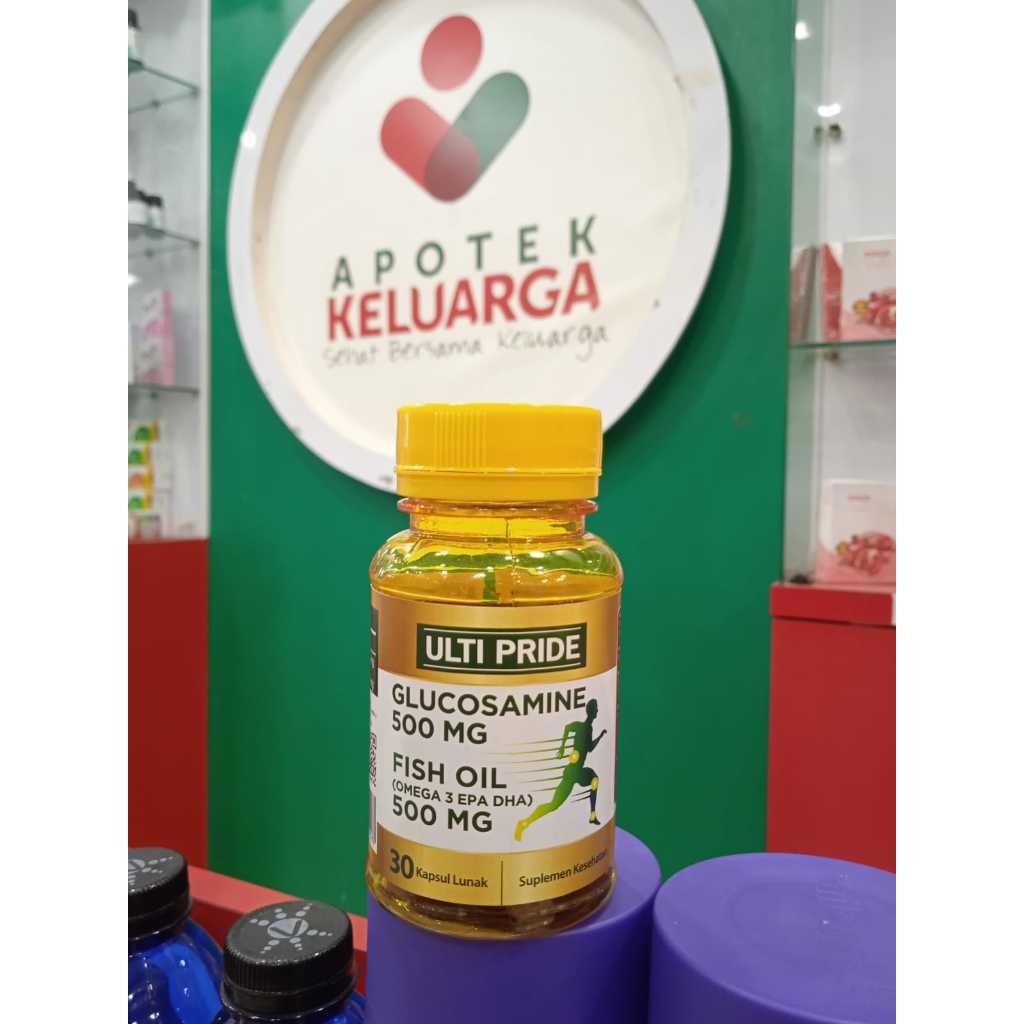 APOTEK
KELUARGA
Sehat Bersama Keluarga
ULTI PRIDE
GLUCOSAMINE
500 MG
FISH OIL
(OMEGA 3 EPA DHA)
500 MG
30 Kapsul Lunak
Suplemen Kesehatan